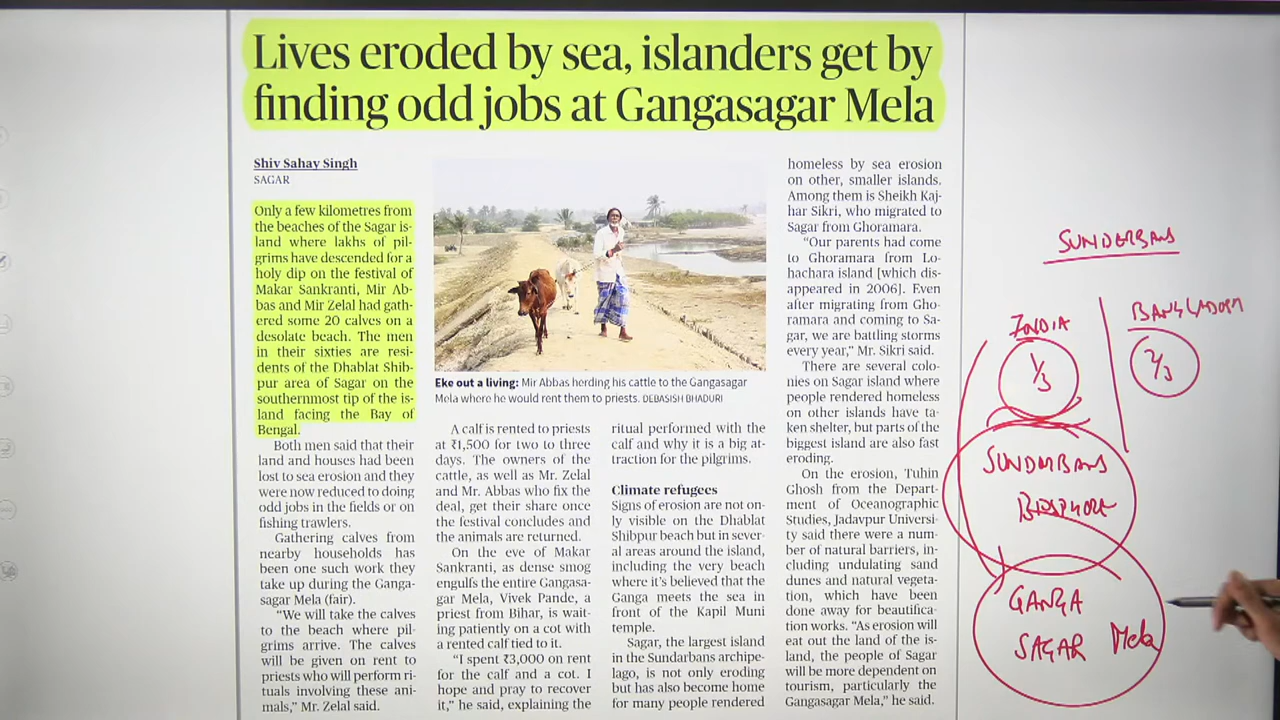 Lives eroded by sea, islanders get by
finding odd jobs at Gangasagar Mela
Shiv Sahay Singh
SAGAR
Only a few kilometres from
the beaches of the Sagar is-
land where lakhs of pil-
grims have descended for a
holy dip on the festival of
Makar Sankranti, Mir Ab-
bas and Mir Zelal had gath-
ered some 20 calves on a
desolate beach. The men
in their sixties are resi-
dents of the Dhablat Shib-
pur area of Sagar on the
southernmost tip of the is-
land facing the Bay of
Bengal.
Both men said that their
land and houses had been
lost to sea erosion and they
were now reduced to doing
odd jobs in the fields or on
fishing trawlers.
Gathering calves from
nearby households has
been one such work they
take up during the Ganga-
sagar Mela (fair).
"We will take the calves
to the beach where pil-
grims arrive. The calves
will be given on rent to
priests who will perform ri-
tuals involving these ani-
mals," Mr. Zelal said.
Eke out a living: Mir Abbas herding his cattle to the Gangasagar
Mela where he would rent them to priests. DEBASISH BHADURI
A calf is rented to priests
at ₹1,500 for two to three
days. The owners of the
cattle, as well as Mr. Zelal
and Mr. Abbas who fix the
deal, get their share once
the festival concludes and
the animals are returned.
On the eve of Makar
Sankranti, as dense smog
engulfs the entire Gangasa-
gar Mela, Vivek Pande, a
priest from Bihar, is wait-
ing patiently on a cot with
a rented calf tied to it.
"I spent ₹3,000 on rent
for the calf and a cot. I
hope and pray to recover
it," he said, explaining the
ritual performed with the
calf and why it is a big at-
traction for the pilgrims.
Climate refugees
Signs of erosion are not on-
ly visible on the Dhablat
Shibpur beach but in sever-
al areas around the island,
including the very beach
where it's believed that the
Ganga meets the sea in
front of the Kapil Muni
temple.
Sagar, the largest island
in the Sundarbans archipe-
lago, is not only eroding
but has also become home
for many people rendered
homeless by sea erosion
on other, smaller islands.
Among them is Sheikh Kaj-
har Sikri, who migrated to
Sagar from Ghoramara.
"Our parents had come
to Ghoramara from Lo-
hachara island [which dis-
appeared in 2006]. Even
after migrating from Gho-
ramara and coming to Sa-
gar, we are battling storms
every year," Mr. Sikri said.
There are several colo-
nies on Sagar island where
people rendered homeless
on other islands have ta-
ken shelter, but parts of the
biggest island are also fast
eroding.
On the erosion, Tuhin
Ghosh from the Depart-
ment of Oceanographic
Studies, Jadavpur Universi-
ty said there were a num-
ber of natural barriers, in-
cluding undulating sand
dunes and natural vegeta-
tion, which have been
done away for beautifica-
tion works. "As erosion will
eat out the land of the is-
land, the people of Sagar
will be more dependent on
tourism, particularly the
Gangasagar Mela," he said.
SUNDERBANS
INDIA
BANGLADESH
1/3
2/3
SUNDERBANS
GANGA
SAGAR Mela